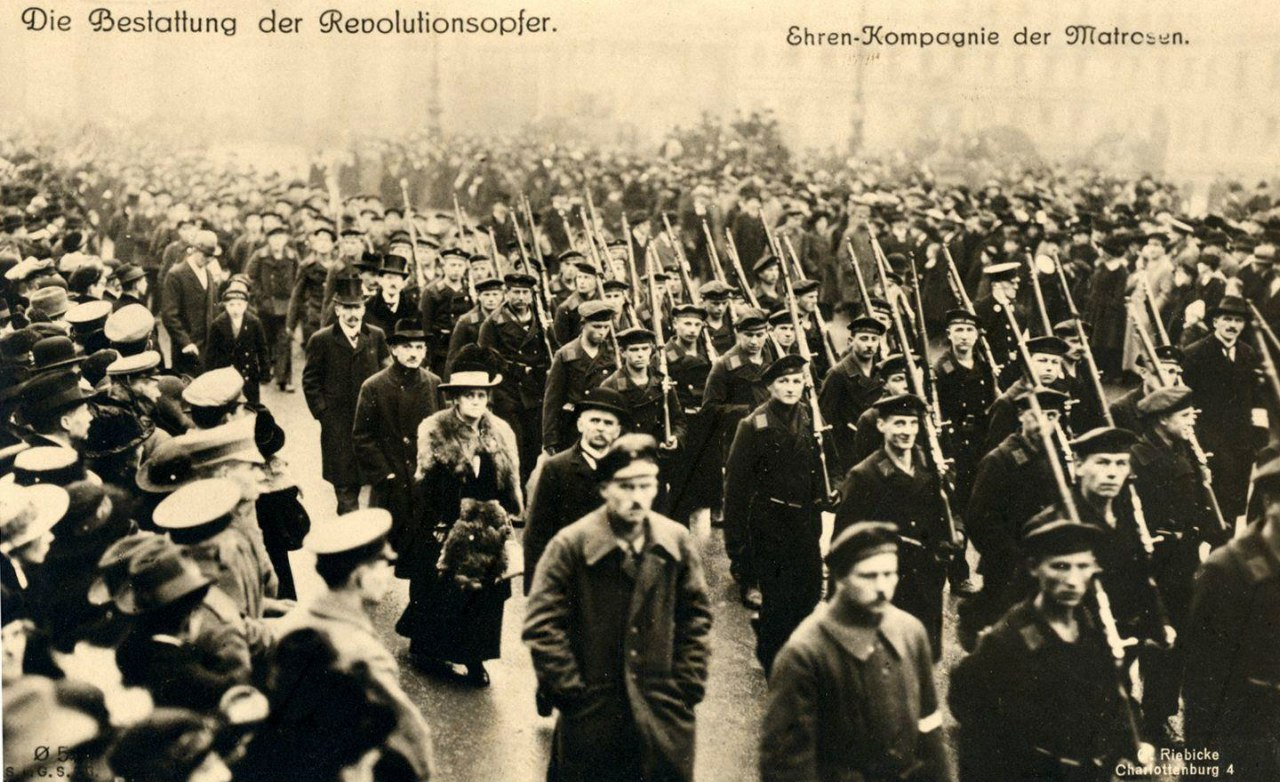 Die Bestattung der Revolutionsopfer.
Ehren-Kompagnie der Matrosen.
Riebicke
Charlottenburg 4